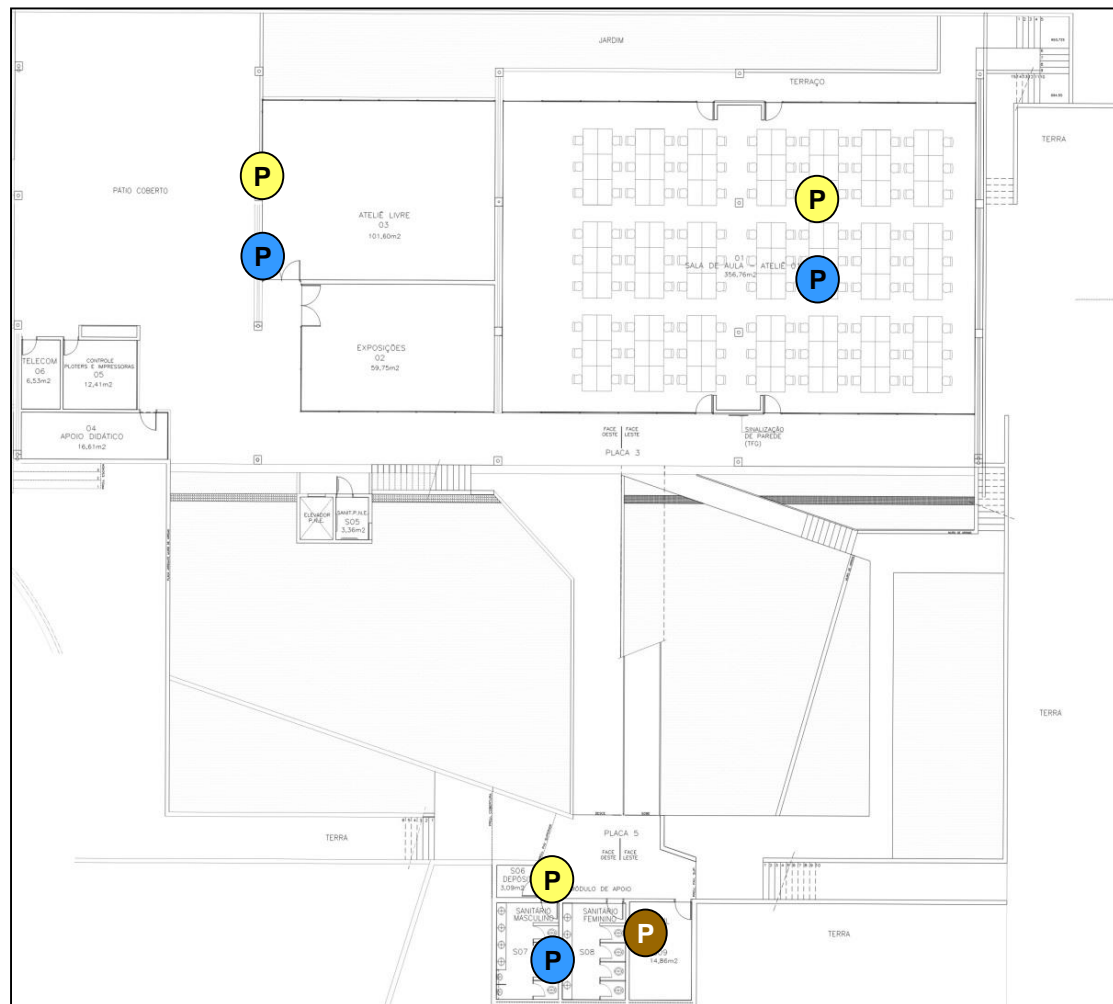 JARDIM
TERRAÇO
TERRA
PÁTIO COBERTO
P
P
ATELIÊ LIVRE
03
101,60m2
P
01
SALA DE AULA - ATELIÊ
356,76m2
P
EXPOSIÇÕES
02
59,75m2
TELECOM
06
6,53m2
CONTROLE
PLOTERS E IMPRESSORAS
05
12,41m2
04
APOIO DIDÁTICO
16,61m2
FACE OESTE
FACE LESTE
PLACA 3
SINALIZAÇÃO
DE PAREDE
(TFG)
ELEVADOR
P.N.E.
SANIT.P.N.E.
S05
3,36m2
TERRA
TERRA
PLACA 5
FACE OESTE
FACE LESTE
S06
DEPÓSITO
3,09m2
P
MÓDULO DE APOIO
SANITÁRIO
MASCULINO
S07
P
SANITÁRIO
FEMININO
S08
P
14,86m2
TERRA